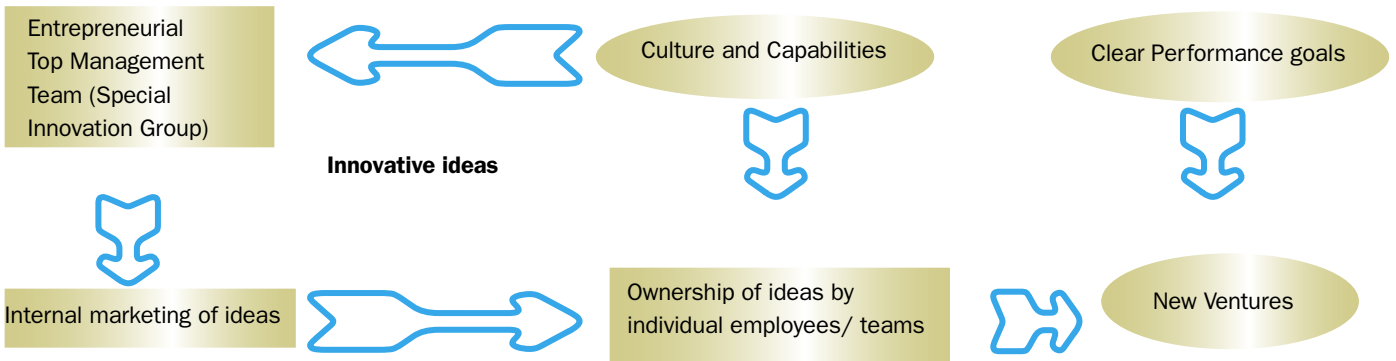 Entrepreneurial
Top Management
Team (Special
Innovation Group)
Culture and Capabilities
Clear Performance goals
Innovative ideas
Internal marketing of ideas
Ownership of ideas by
individual employees/ teams
New Ventures